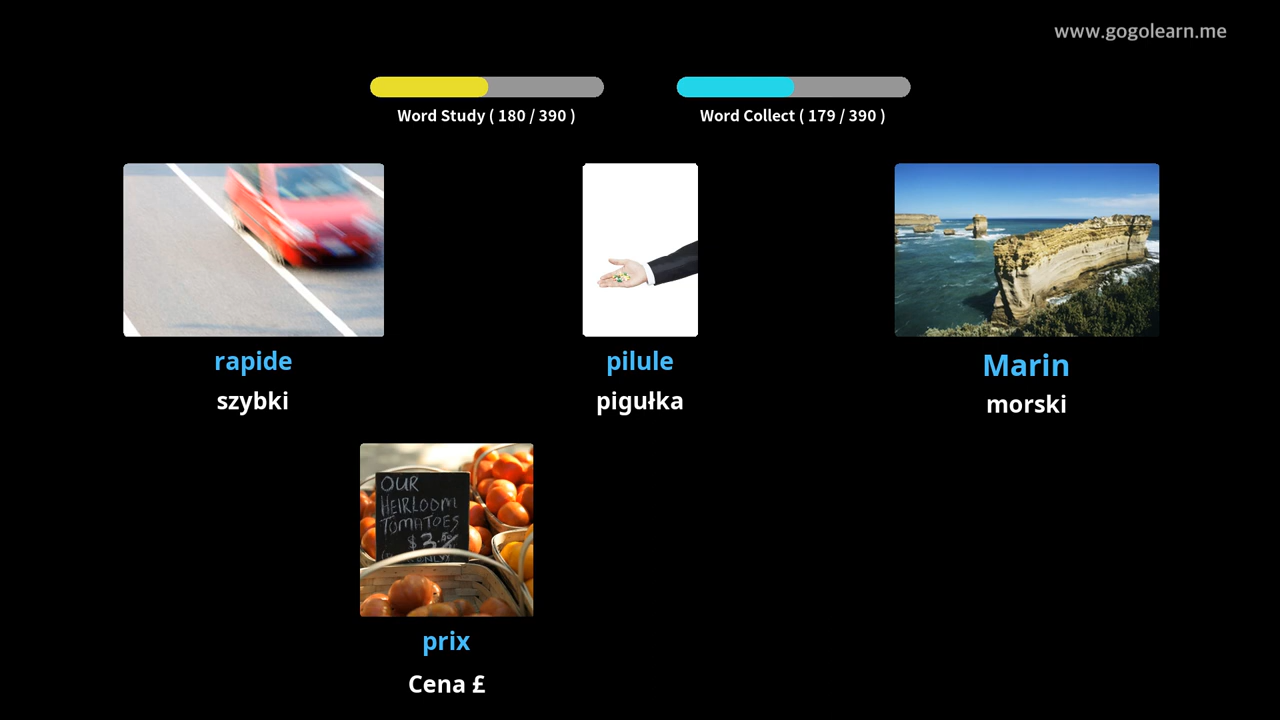 www.gogolearn.me
Word Study ( 180 / 390 )
Word Collect ( 179 / 390 )
rapide
szybki
pilule
pigułka
Marin
morski
OUR
HEIRLOOM
TOMATOES
prix
Cena £